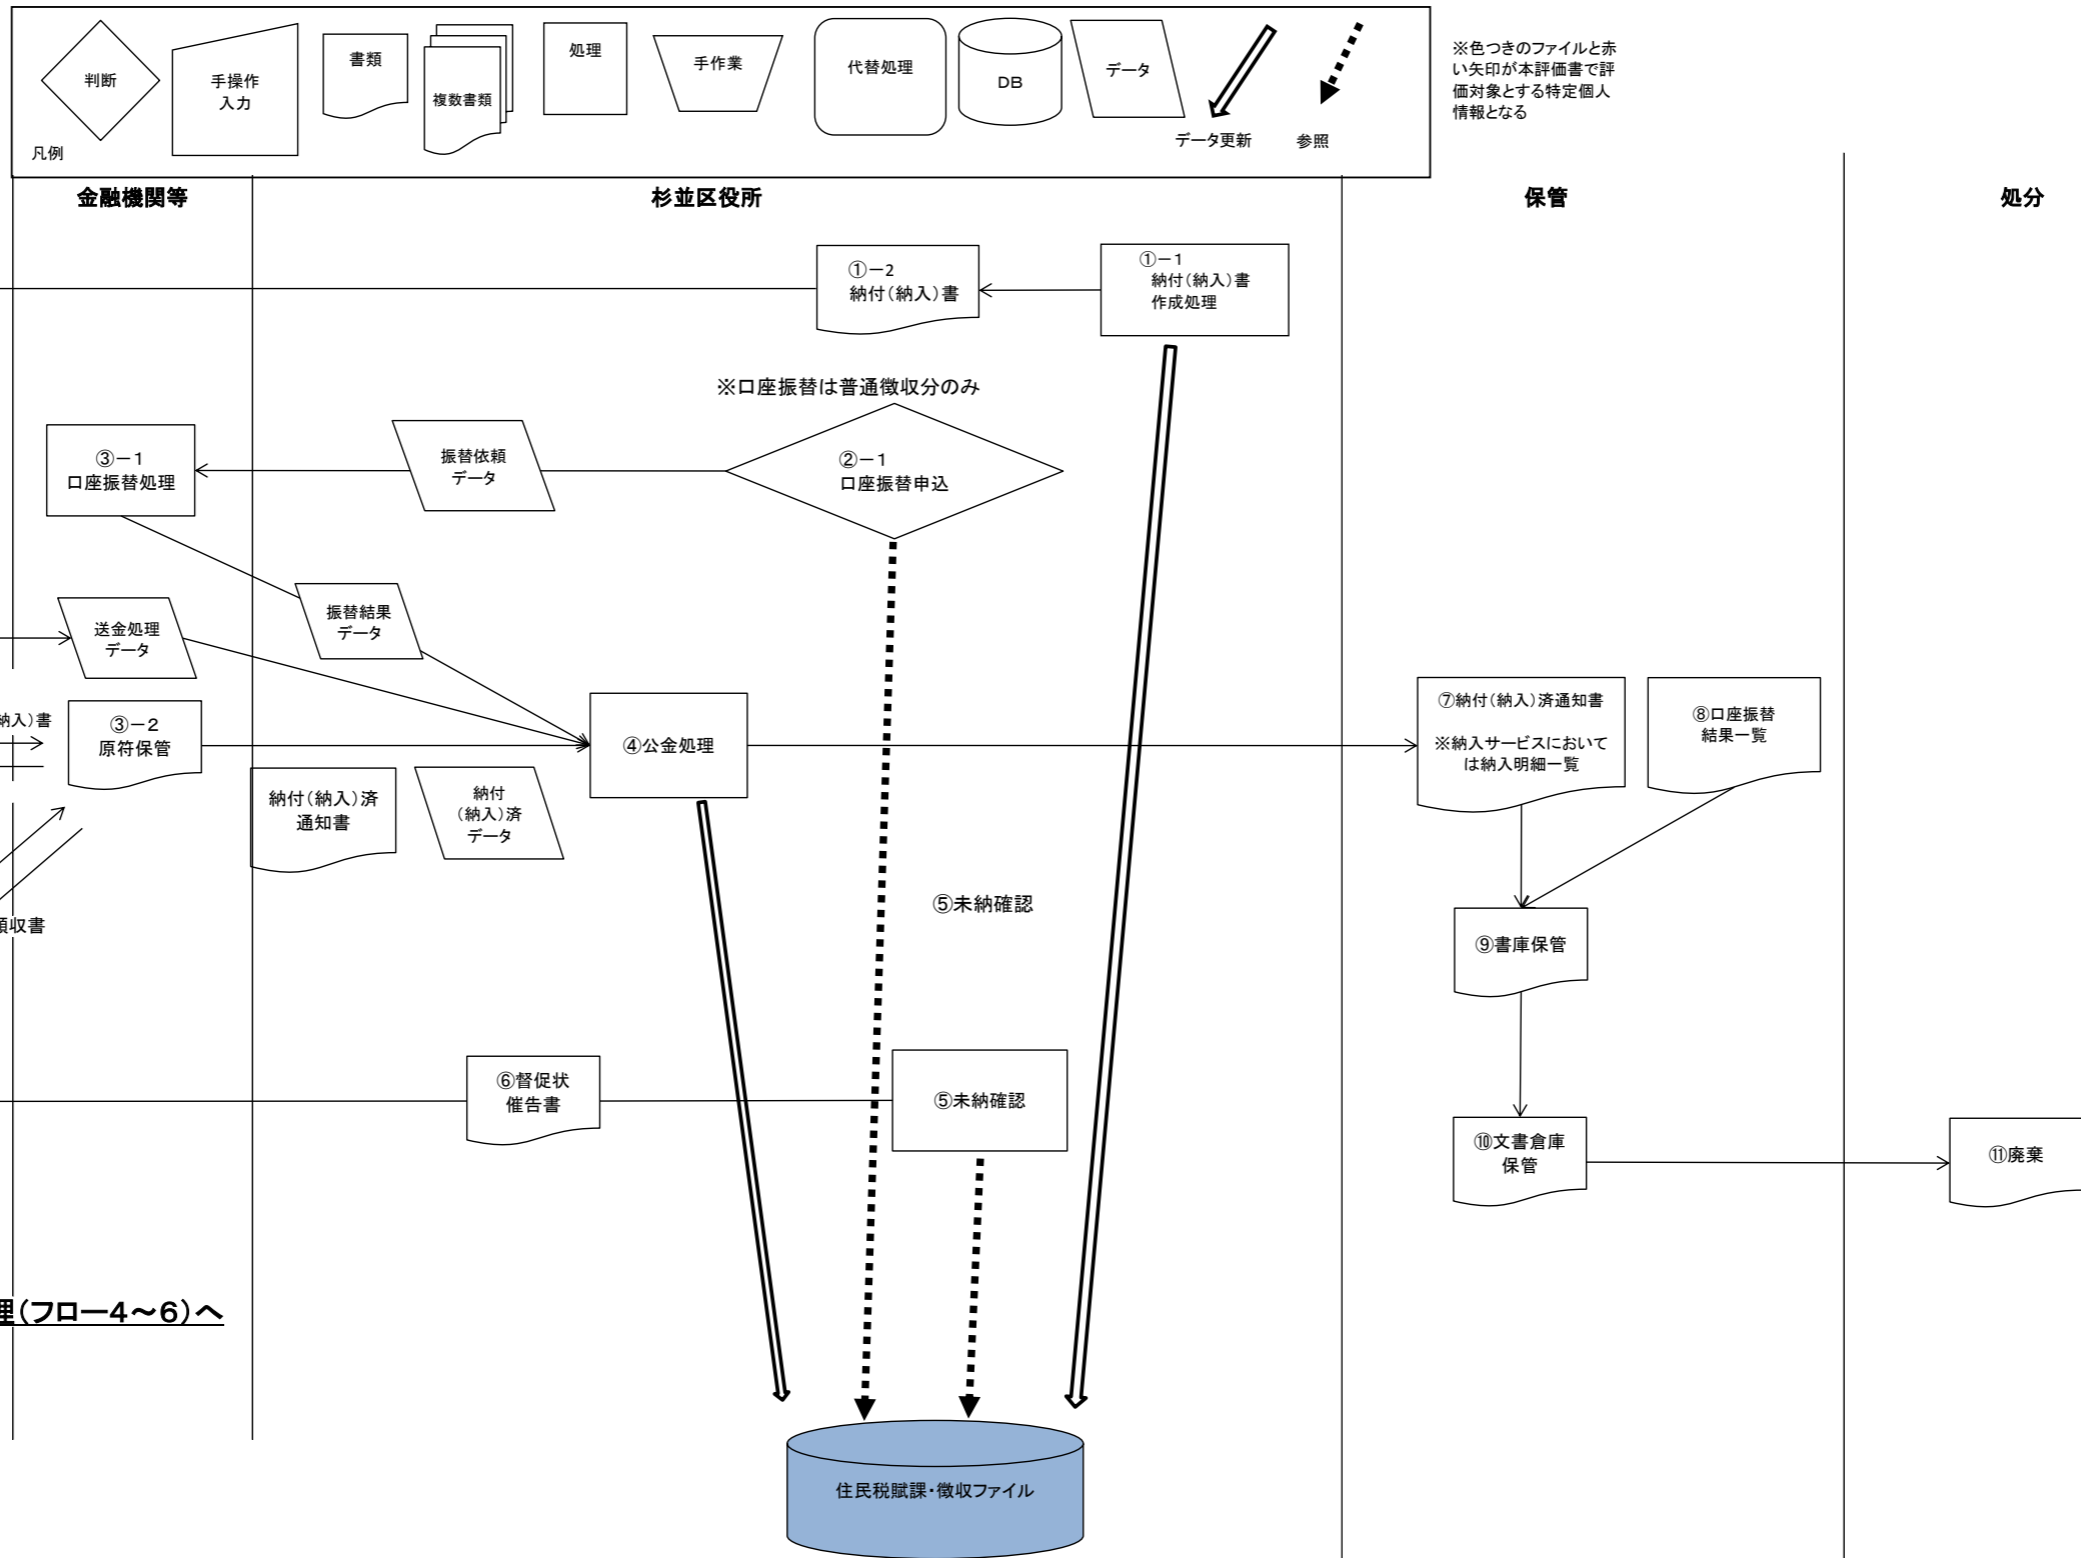 判断
手操作
入力
書類
複数書類
処理
手作業
代替処理
DB
データ
データ更新
参照
凡例
※色つきのファイルと赤
い矢印が本評価書で評
価対象とする特定個人
情報となる
金融機関等
杉並区役所
保管
処分
①ー2
納付(納入)書
①ー1
納付(納入)書
作成処理
※口座振替は普通徴収分のみ
③ー1
口座振替処理
振替依頼
データ
②ー1
口座振替申込
送金処理
データ
振替結果
データ
納入)書
③ー2
原符保管
④公金処理
⑦納付(納入)済通知書
※納入サービスにおいて
は納入明細一覧
⑧口座振替
結果一覧
納付(納入)済
通知書
納付
(納入)済
データ
領収書
⑤未納確認
⑨書庫保管
⑥督促状
催告書
⑤未納確認
⑩文書倉庫
保管
⑪廃棄
理(フロー4～6)へ
住民税賦課・徴収ファイル